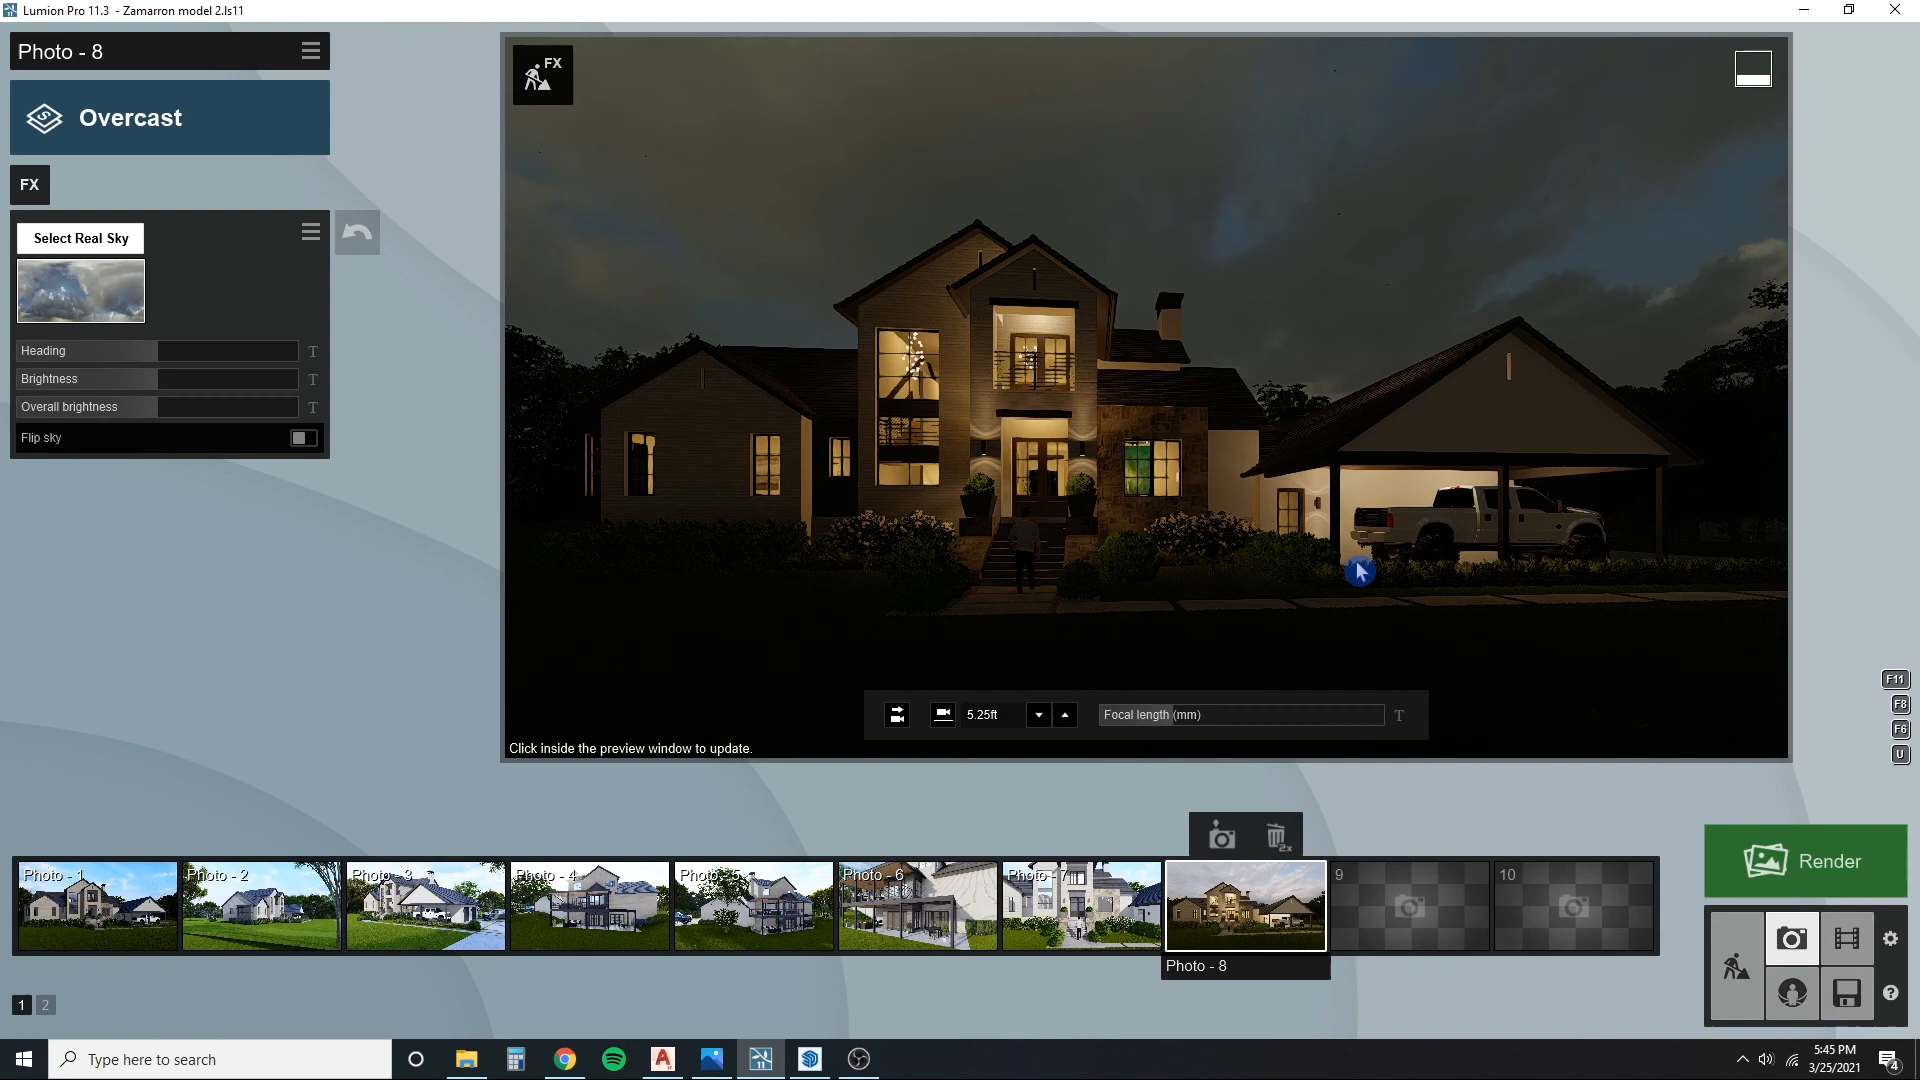 Lumion Pro 11.3 - Zamarron model 2.ls11
Photo - 8
Overcast
FX
Select Real Sky
Heading T
Brightness T
Overall brightness T
Flip sky
FX
5.25ft
Focal length (mm) T
Click inside the preview window to update.
F11
F8
F6
U
2x
Photo - 1
Photo - 2
Photo - 3
Photo - 4
Photo - 5
Photo - 6
Photo - 7
9
10
Photo - 8
Render
1 2
Type here to search
11
5:45 PM
3/25/2021
4